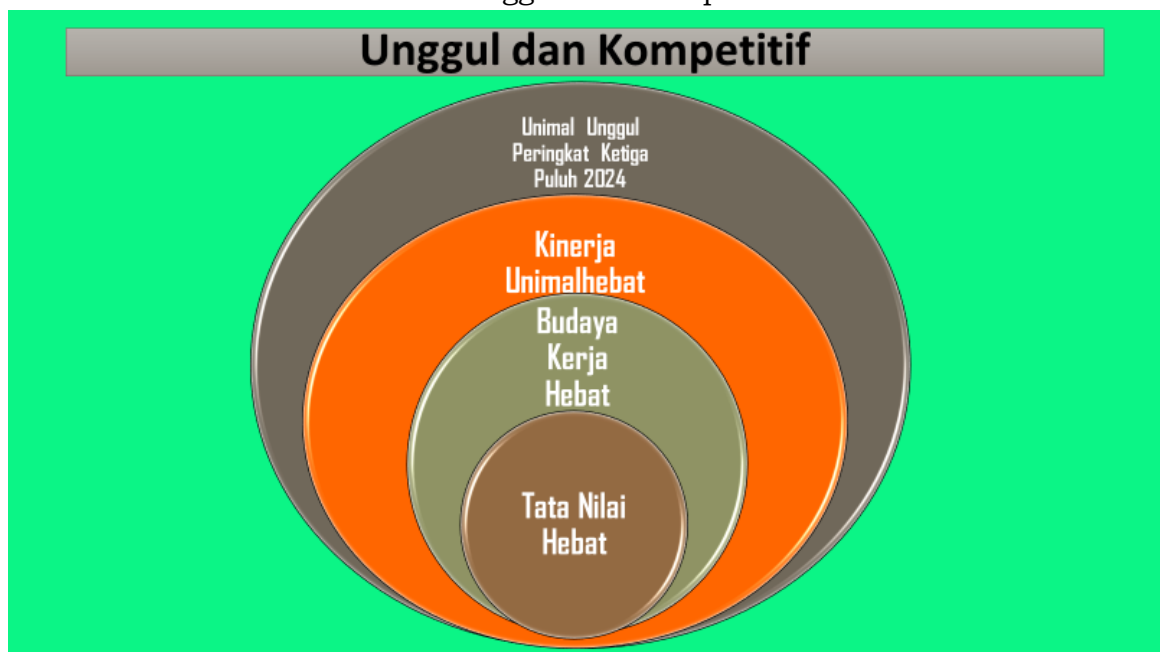 Unggul dan Kompetitif
Unimal Unggul
Peringkat Ketiga
Puluh 2024
Kinerja
Unimalhebat
Budaya
Kerja
Hebat
Tata Nilai
Hebat